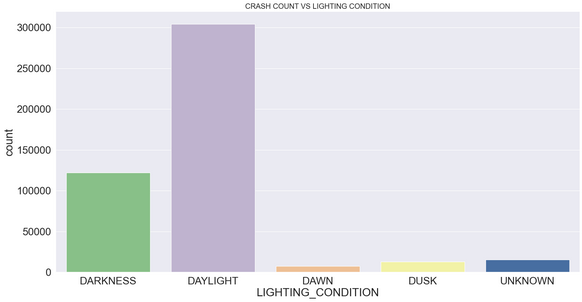 CRASH COUNT VS LIGHTING CONDITION
300000
250000
200000
150000
100000
50000
0
count
DARKNESS DAYLIGHT DAWN DUSK UNKNOWN
LIGHTING_CONDITION